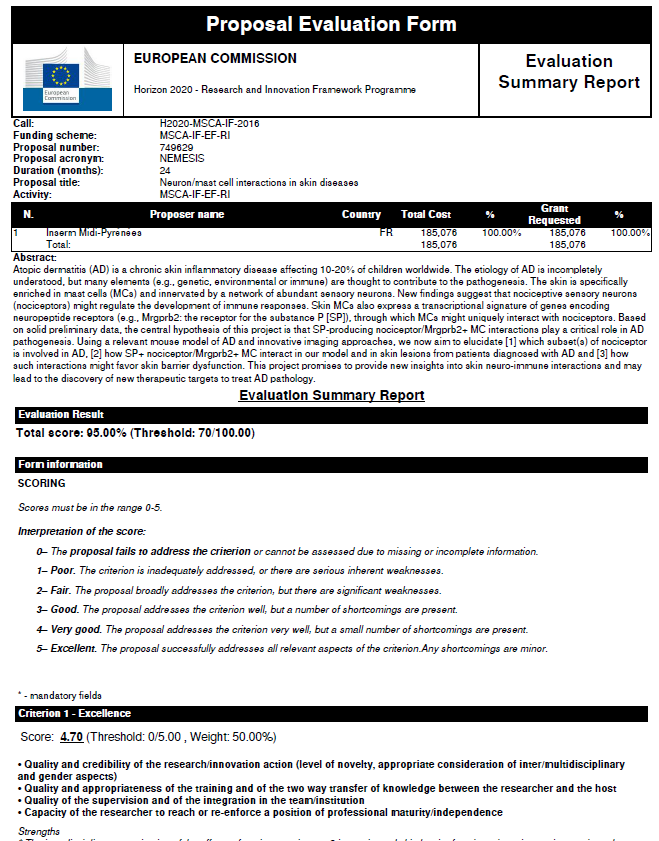 Proposal Evaluation Form
EUROPEAN COMMISSION
Horizon 2020 - Research and Innovation Framework Programme
Evaluation
Summary Report
European
Commission
Call: H2020-MSCA-IF-2016
Funding scheme: MSCA-IF-EF-RI
Proposal number: 749629
Proposal acronym: NEMESIS
Duration (months): 24
Proposal title: Neuron/mast cell interactions in skin diseases
Activity: MSCA-IF-EF-RI
N. Proposer name Country Total Cost % Grant Requested %
1 Inserm Midi-Pyrénées FR 185,076 100.00% 185,076 100.00%
Total: 185,076 185,076
Abstract:
Atopic dermatitis (AD) is a chronic skin inflammatory disease affecting 10-20% of children worldwide. The etiology of AD is incompletely
understood, but many elements (e.g., genetic, environmental or immune) are thought to contribute to the pathogenesis. The skin is specifically
enriched in mast cells (MCs) and innervated by a network of abundant sensory neurons. New findings suggest that nociceptive sensory neurons
(nociceptors) might regulate the development of immune responses. Skin MCs also express a transcriptional signature of genes encoding
neuropeptide receptors (e.g., Mrgprb2: the receptor for the substance P [SP]), through which MCs might uniquely interact with nociceptors. Based
on solid preliminary data, the central hypothesis of this project is that SP-producing nociceptor/Mrgprb2+ MC interactions play a critical role in AD
pathogenesis. Using a relevant mouse model of AD and innovative imaging approaches, we now aim to elucidate [1] which subset(s) of nociceptor
is involved in AD, [2] how SP+ nociceptor/Mrgprb2+ MC interact in our model and in skin lesions from patients diagnosed with AD and [3] how
such interactions might favor skin barrier dysfunction. This project promises to provide new insights into skin neuro-immune interactions and may
lead to the discovery of new therapeutic targets to treat AD pathology.
Evaluation Summary Report
Evaluation Result
Total score: 95.00% (Threshold: 70/100.00)
Form information
SCORING
Scores must be in the range 0-5.
Interpretation of the score:
0– The proposal fails to address the criterion or cannot be assessed due to missing or incomplete information.
1– Poor. The criterion is inadequately addressed, or there are serious inherent weaknesses.
2– Fair. The proposal broadly addresses the criterion, but there are significant weaknesses.
3– Good. The proposal addresses the criterion well, but a number of shortcomings are present.
4– Very good. The proposal addresses the criterion very well, but a small number of shortcomings are present.
5– Excellent. The proposal successfully addresses all relevant aspects of the criterion.Any shortcomings are minor.
* - mandatory fields
Criterion 1 - Excellence
Score: 4.70 (Threshold: 0/5.00 , Weight: 50.00%)
• Quality and credibility of the research/innovation action (level of novelty, appropriate consideration of inter/multidisciplinary
and gender aspects)
• Quality and appropriateness of the training and of the two way transfer of knowledge between the researcher and the host
• Quality of the supervision and of the integration in the team/institution
• Capacity of the researcher to reach or re-enforce a position of professional maturity/independence
Strengths